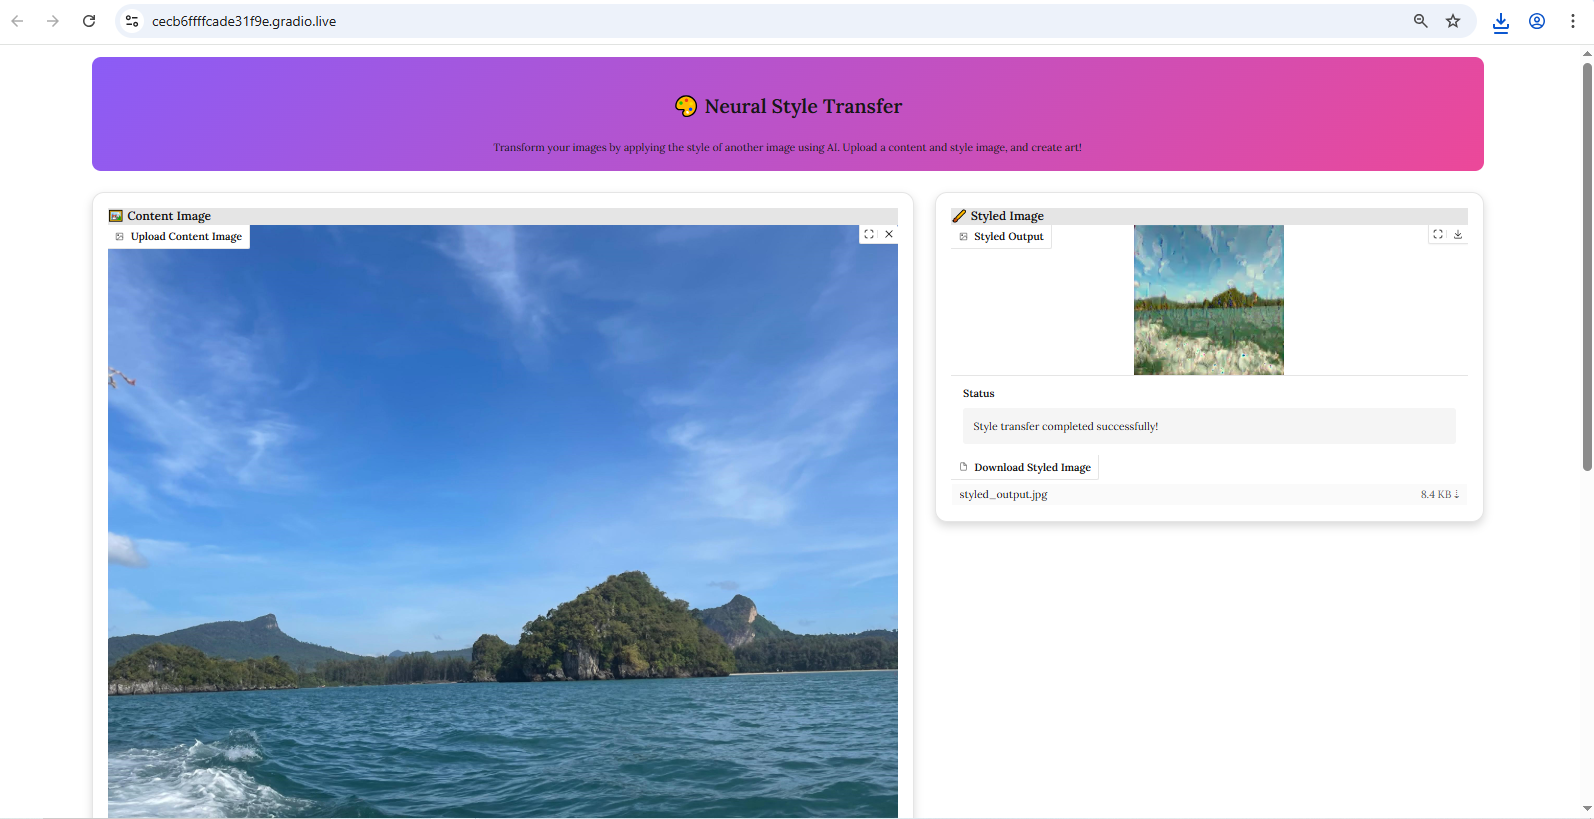 cecb6ffffcade31f9e.gradio.live
Neural Style Transfer
Transform your images by applying the style of another image using AI. Upload a content and style image, and create art!
Content Image
Upload Content Image
Styled Image
Styled Output
Status
Style transfer completed successfully!
Download Styled Image
styled_output.jpg
8.4 KB ⇣